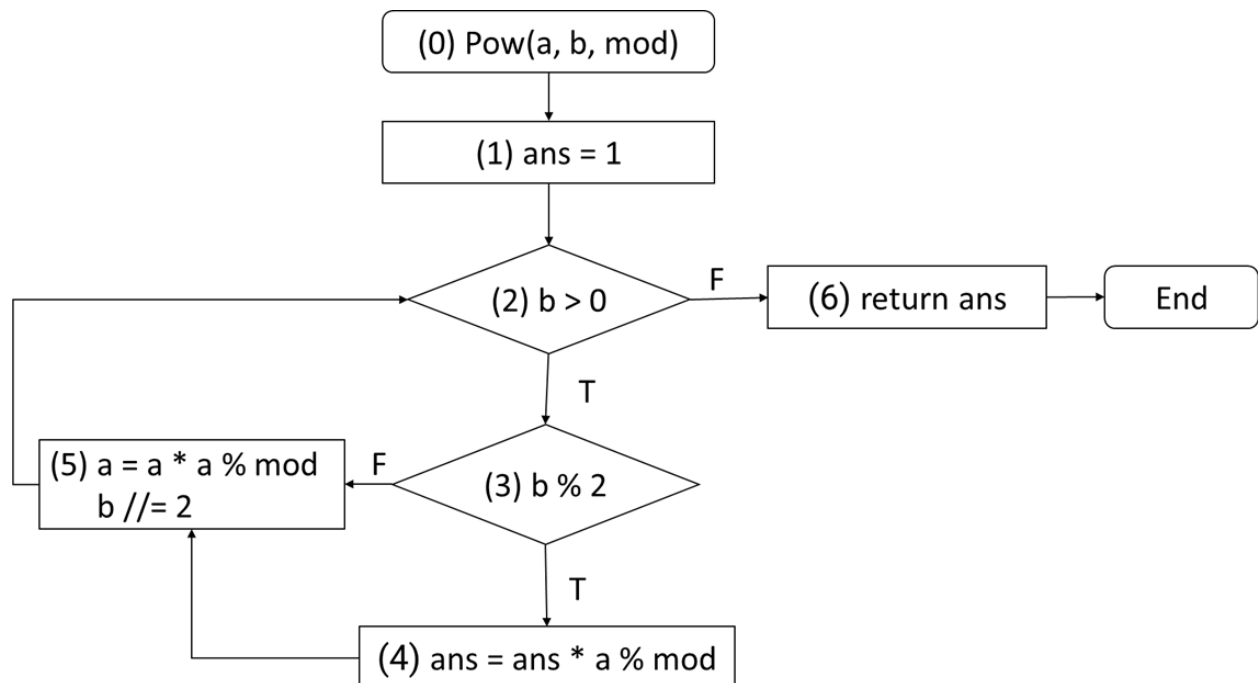 (0) Pow(a, b, mod)
(1) ans = 1
(2) b > 0
F
(6) return ans
End
T
(3) b % 2
F
(5) a = a * a % mod
b //= 2
T
(4) ans = ans * a % mod